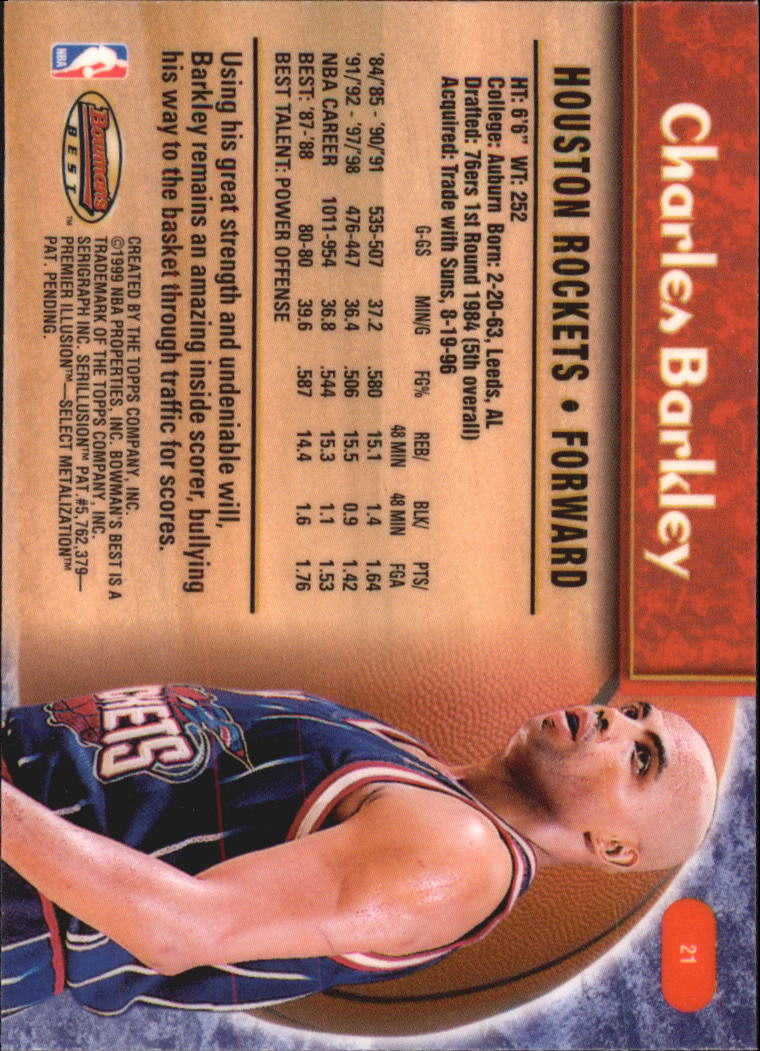 Charles Barkley
21
HOUSTON ROCKETS • FORWARD
HT: 6'6" WT: 252
College: Auburn Born: 2-20-63, Leeds, AL
Drafted: 76ers 1st Round 1984 (5th overall)
Acquired: Trade with Suns, 8-19-96
REB/ BLK/ PTS/
G-GS MIN/G FG% 48 MIN 48 MIN FGA
'84/'85 - '90/'91 535-507 37.2 .580 15.1 1.4 1.64
'91/'92 - '97/'98 476-447 36.4 .506 15.5 0.9 1.42
NBA CAREER 1011-954 36.8 .544 15.3 1.1 1.53
BEST: '87-'88 80-80 39.6 .587 14.4 1.6 1.76
BEST TALENT: POWER OFFENSE
Using his great strength and undeniable will,
Barkley remains an amazing inside scorer, bullying
his way to the basket through traffic for scores.
NBA
Bowman's
BEST™
CREATED BY THE TOPPS COMPANY, INC.
©1999 NBA PROPERTIES, INC. BOWMAN'S BEST IS A
TRADEMARK OF THE TOPPS COMPANY, INC.
SERIGRAPH INC. SERILLUSION™ PAT. #5,762,379—
PREMIER ILLUSION™—SELECT METALIZATION™
PAT. PENDING.
CKETS